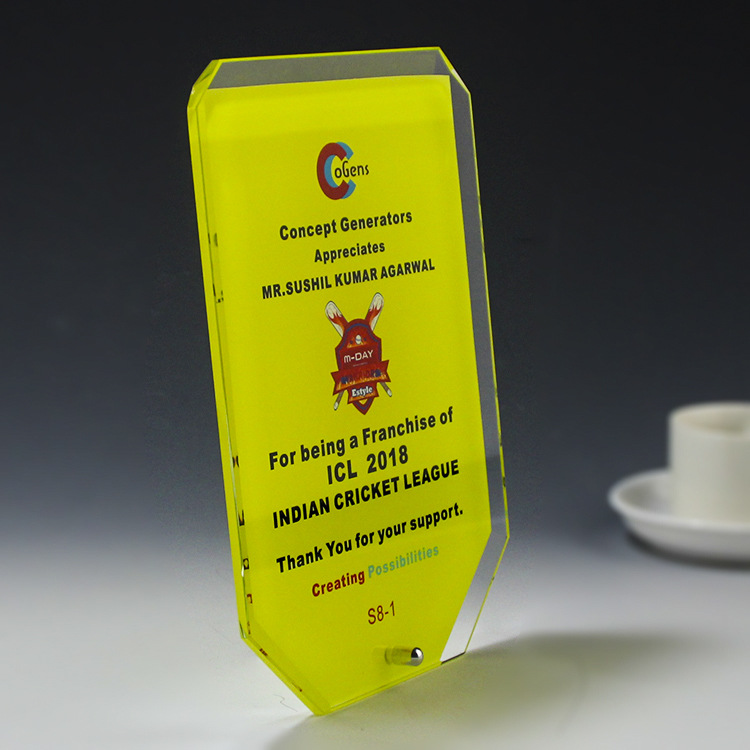 CoGens
Concept Generators
Appreciates
MR.SUSHIL KUMAR AGARWAL
m-DAY
Estyle
For being a Franchise of
ICL 2018
INDIAN CRICKET LEAGUE
Thank You for your support.
Creating Possibilities
S8-1